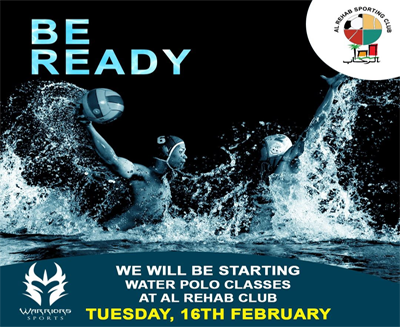 BE
READY
AL REHAB SPORTING CLUB
الرحاب
6
WE WILL BE STARTING
WATER POLO CLASSES
AT AL REHAB CLUB
TUESDAY, 16TH FEBRUARY
WARRIORS
SPORTS